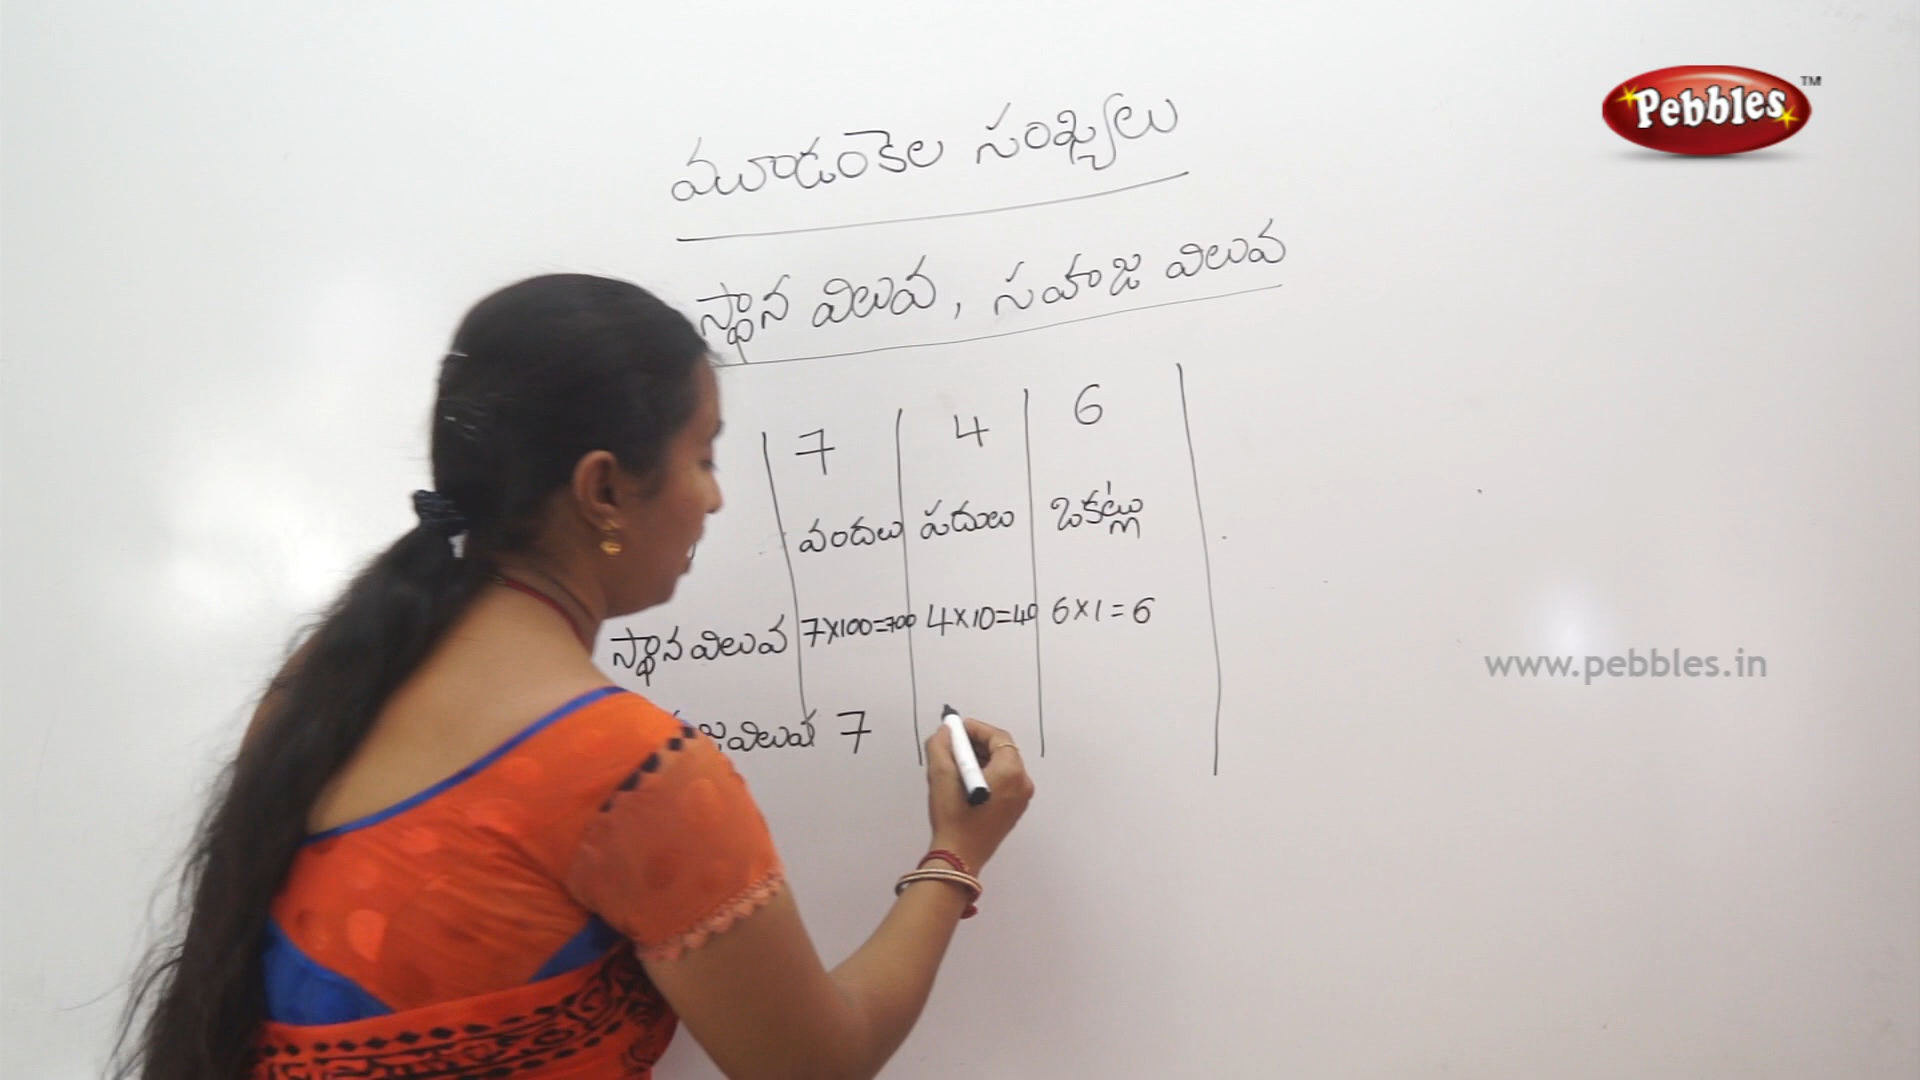 Pebbles TM
మూడంకెల సంఖ్యలు
స్థాన విలువ, సహజ విలువ
7 4 6
వందలు పదులు ఒకట్లు
స్థాన విలువ 7×100=700 4×10=40 6×1=6
విలువ 7
www.pebbles.in